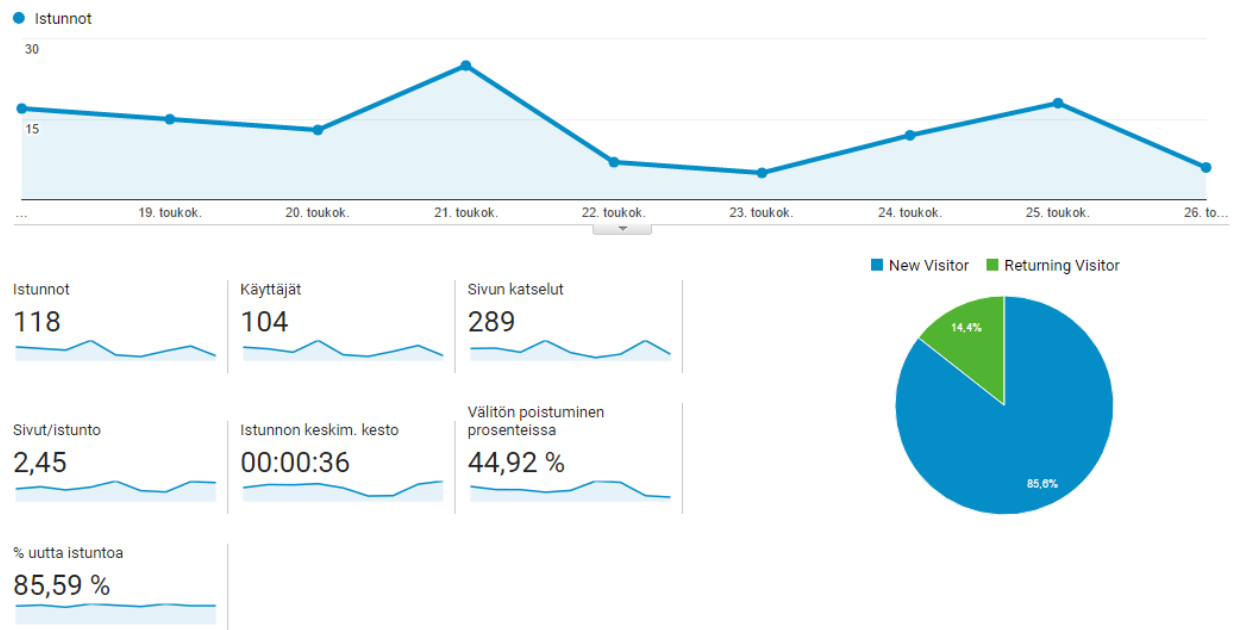 Istunnot
30
15
... 19. toukok. 20. toukok. 21. toukok. 22. toukok. 23. toukok. 24. toukok. 25. toukok. 26. to...
New Visitor Returning Visitor
Istunnot
118
Käyttäjät
104
Sivun katselut
289
14,4%
85,6%
Sivut/istunto
2,45
Istunnon keskim. kesto
00:00:36
Välitön poistuminen
prosenteissa
44,92 %
% uutta istuntoa
85,59 %